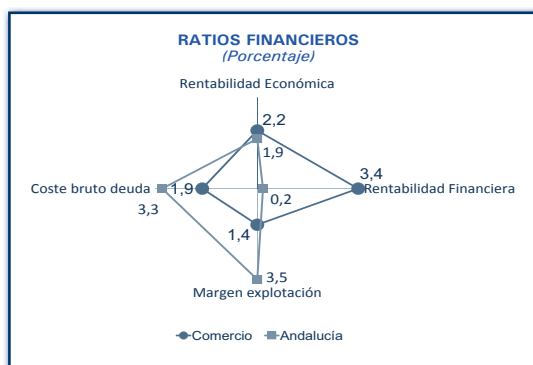 RATIOS FINANCIEROS
(Porcentaje)
Rentabilidad Económica
2,2
1,9
3,4
Coste bruto deuda
1,9
0,2
Rentabilidad Financiera
3,3
1,4
3,5
Margen explotación
Comercio
Andalucía